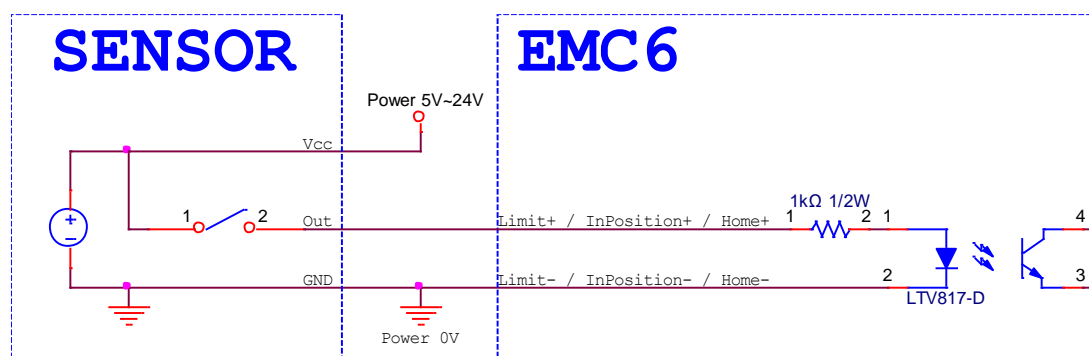 SENSOR
EMC6
Power 5V~24V
Vcc
1kΩ 1/2W
1 2 Out Limit+ / InPosition+ / Home+ 1 2 1 4
+
−
GND Limit- / InPosition- / Home- 2 3
LTV817-D
Power 0V